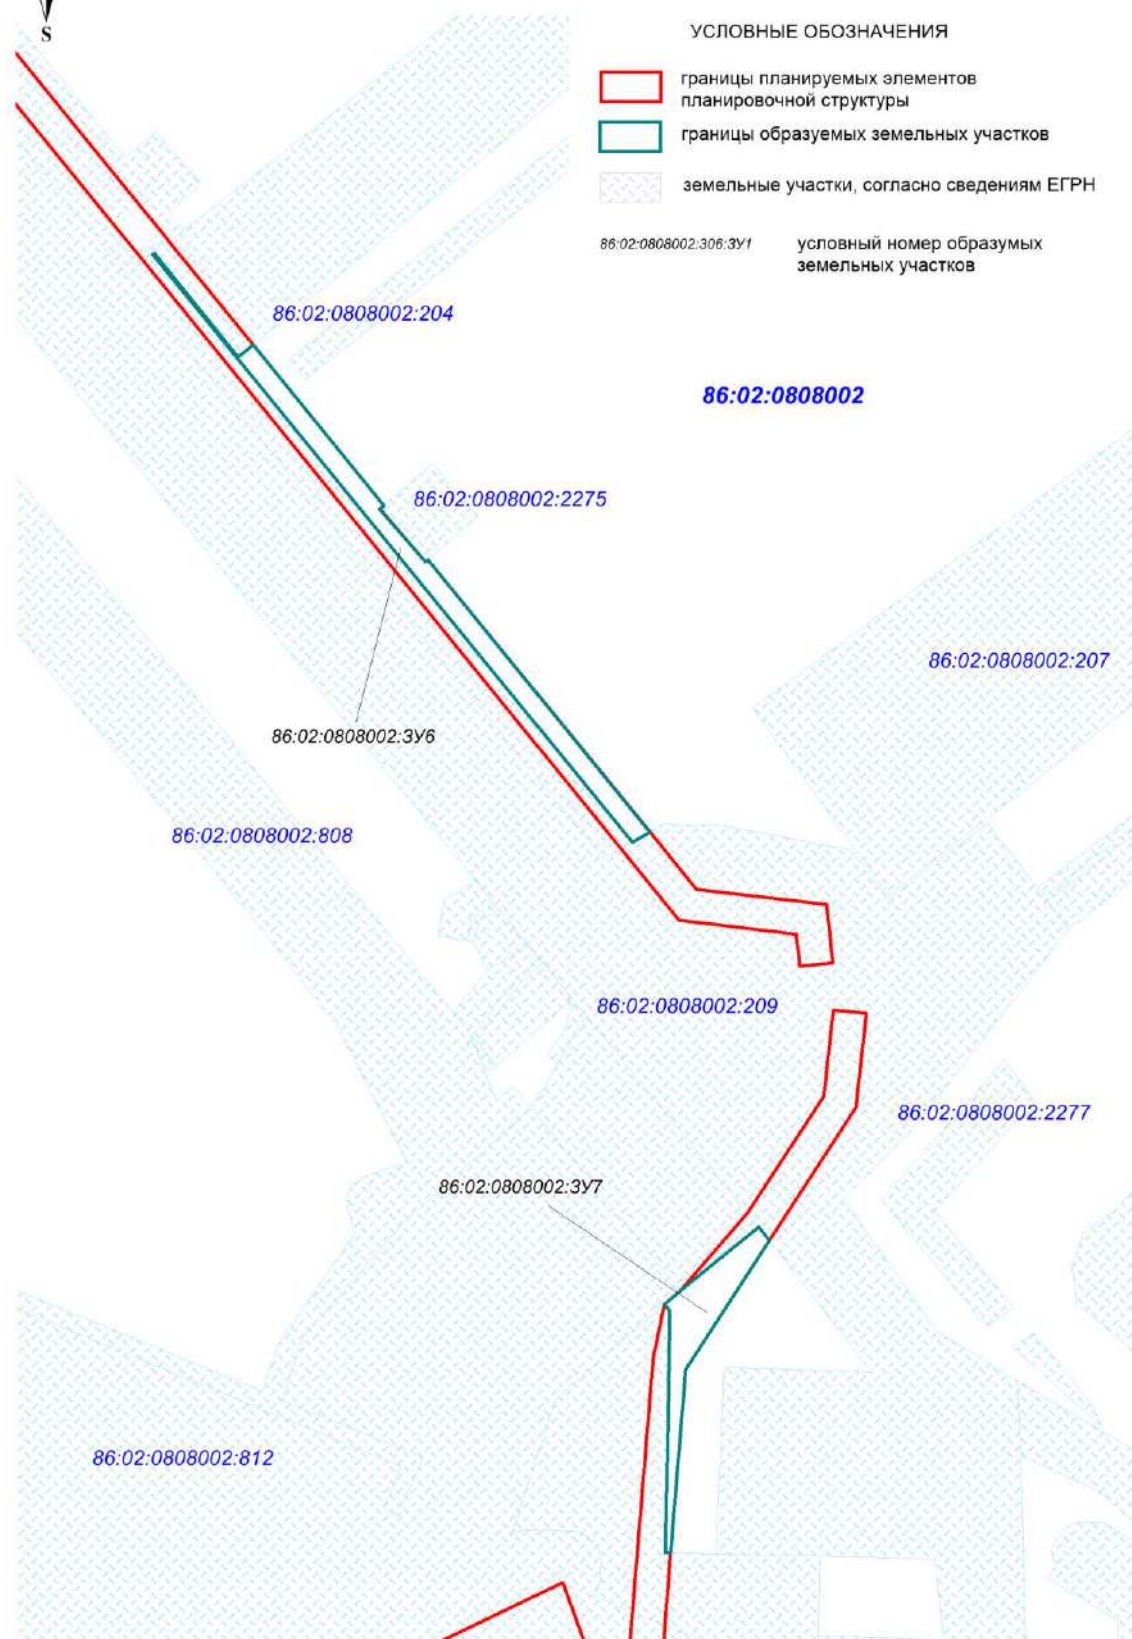 S
УСЛОВНЫЕ ОБОЗНАЧЕНИЯ
границы планируемых элементов
планировочной структуры
границы образуемых земельных участков
земельные участки, согласно сведениям ЕГРН
86:02:0808002:306:ЗУ1
условный номер образумых
земельных участков
86:02:0808002:204
86:02:0808002
86:02:0808002:2275
86:02:0808002:207
86:02:0808002:ЗУ6
86:02:0808002:808
86:02:0808002:209
86:02:0808002:2277
86:02:0808002:ЗУ7
86:02:0808002:812